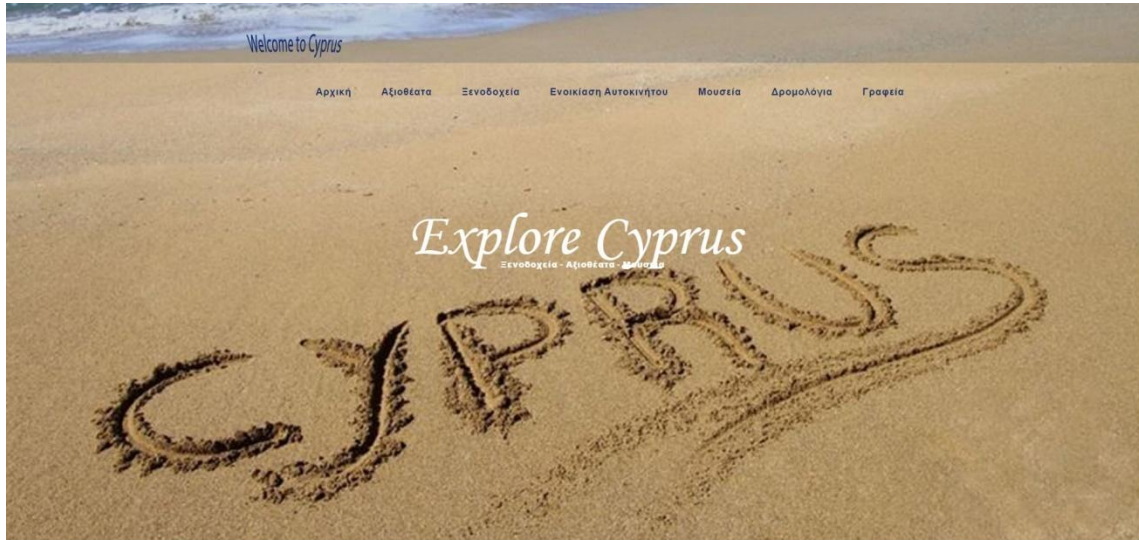 Welcome to Cyprus
Αρχική Αξιοθέατα Ξενοδοχεία Ενοικίαση Αυτοκινήτου Μουσεία Δρομολόγια Γραφεία
Explore Cyprus
Ξενοδοχεία - Αξιοθέατα - Μουσεία
CYPRUS